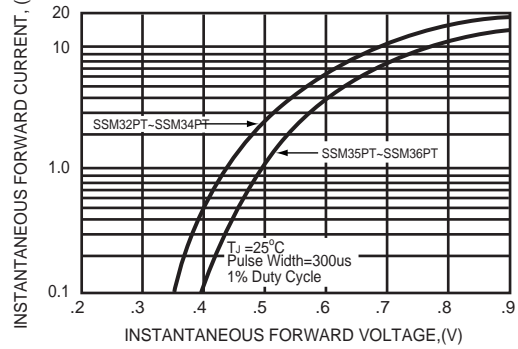 INSTANTANEOUS FORWARD CURRENT, (
20
10
1.0
0.1
SSM32PT~SSM34PT
SSM35PT~SSM36PT
TJ =25°C
Pulse Width=300us
1% Duty Cycle
.2 .3 .4 .5 .6 .7 .8 .9
INSTANTANEOUS FORWARD VOLTAGE,(V)